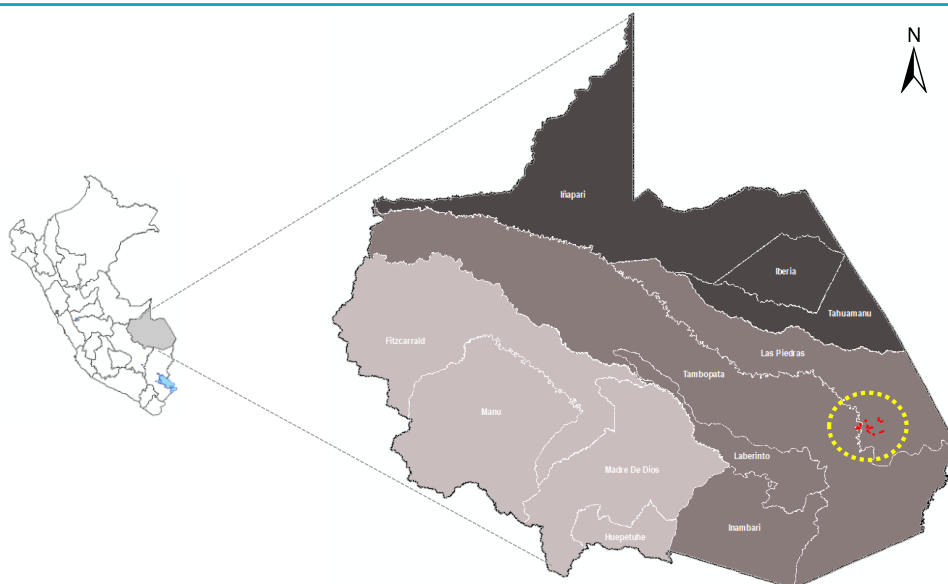 N
Iñapari
Iberia
Tahuamanu
Las Piedras
Fitzcarrald
Tambopata
Manu
Laberinto
Madre De Dios
Inambari
Huepetuhe